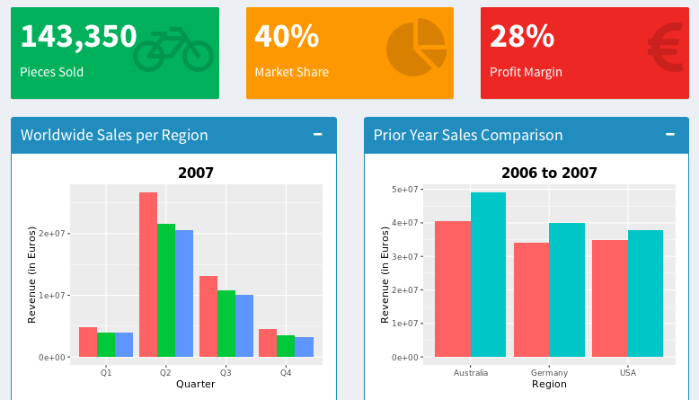 143,350
Pieces Sold
40%
Market Share
28%
Profit Margin
€
Worldwide Sales per Region
Prior Year Sales Comparison
2007
Revenue (in Euros)
2e+07
1e+07
0e+00
Q1 Q2 Q3 Q4
Quarter
2006 to 2007
Revenue (in Euros)
5e+07
4e+07
3e+07
2e+07
1e+07
0e+00
Australia Germany USA
Region